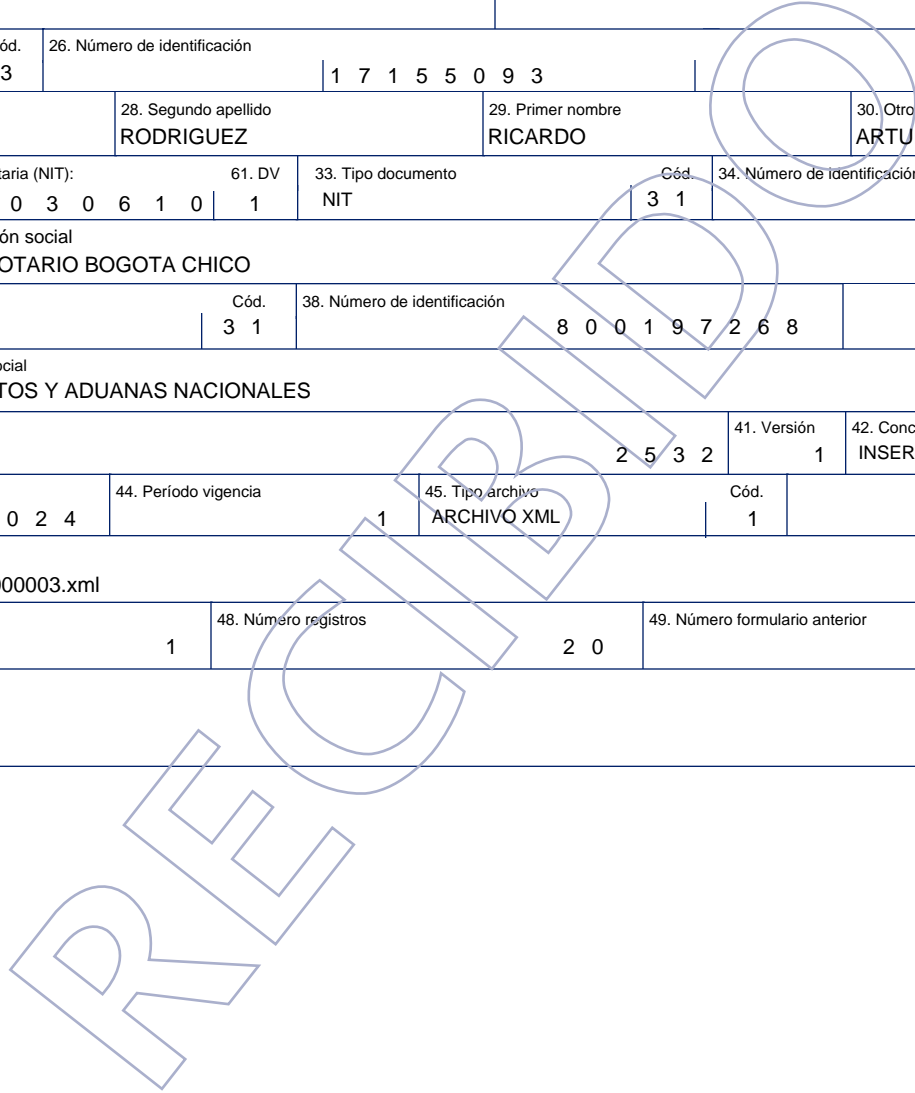 ód. 26. Número de identificación
3 1 7 1 5 5 0 9 3
28. Segundo apellido 29. Primer nombre 30. Otro
RODRIGUEZ RICARDO ARTU
taria (NIT): 61. DV 33. Tipo documento Cód. 34. Número de identificación
0 3 0 6 1 0 1 NIT 3 1
ón social
OTARIO BOGOTA CHICO
Cód. 38. Número de identificación
3 1 8 0 0 1 9 7 2 6 8
ocial
TOS Y ADUANAS NACIONALES
41. Versión 42. Conc
2 5 3 2 1 INSER
44. Período vigencia 45. Tipo archivo Cód.
0 2 4 1 ARCHIVO XML 1
000003.xml
48. Número registros 49. Número formulario anterior
1 2 0
RECIBIDO